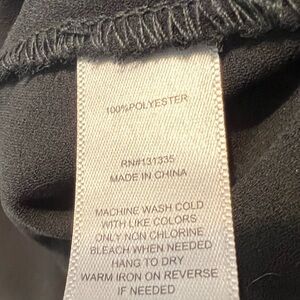 100%POLYESTER
RN#131335
MADE IN CHINA
MACHINE WASH COLD
WITH LIKE COLORS
ONLY NON CHLORINE
BLEACH WHEN NEEDED
HANG TO DRY
WARM IRON ON REVERSE
IF NEEDED